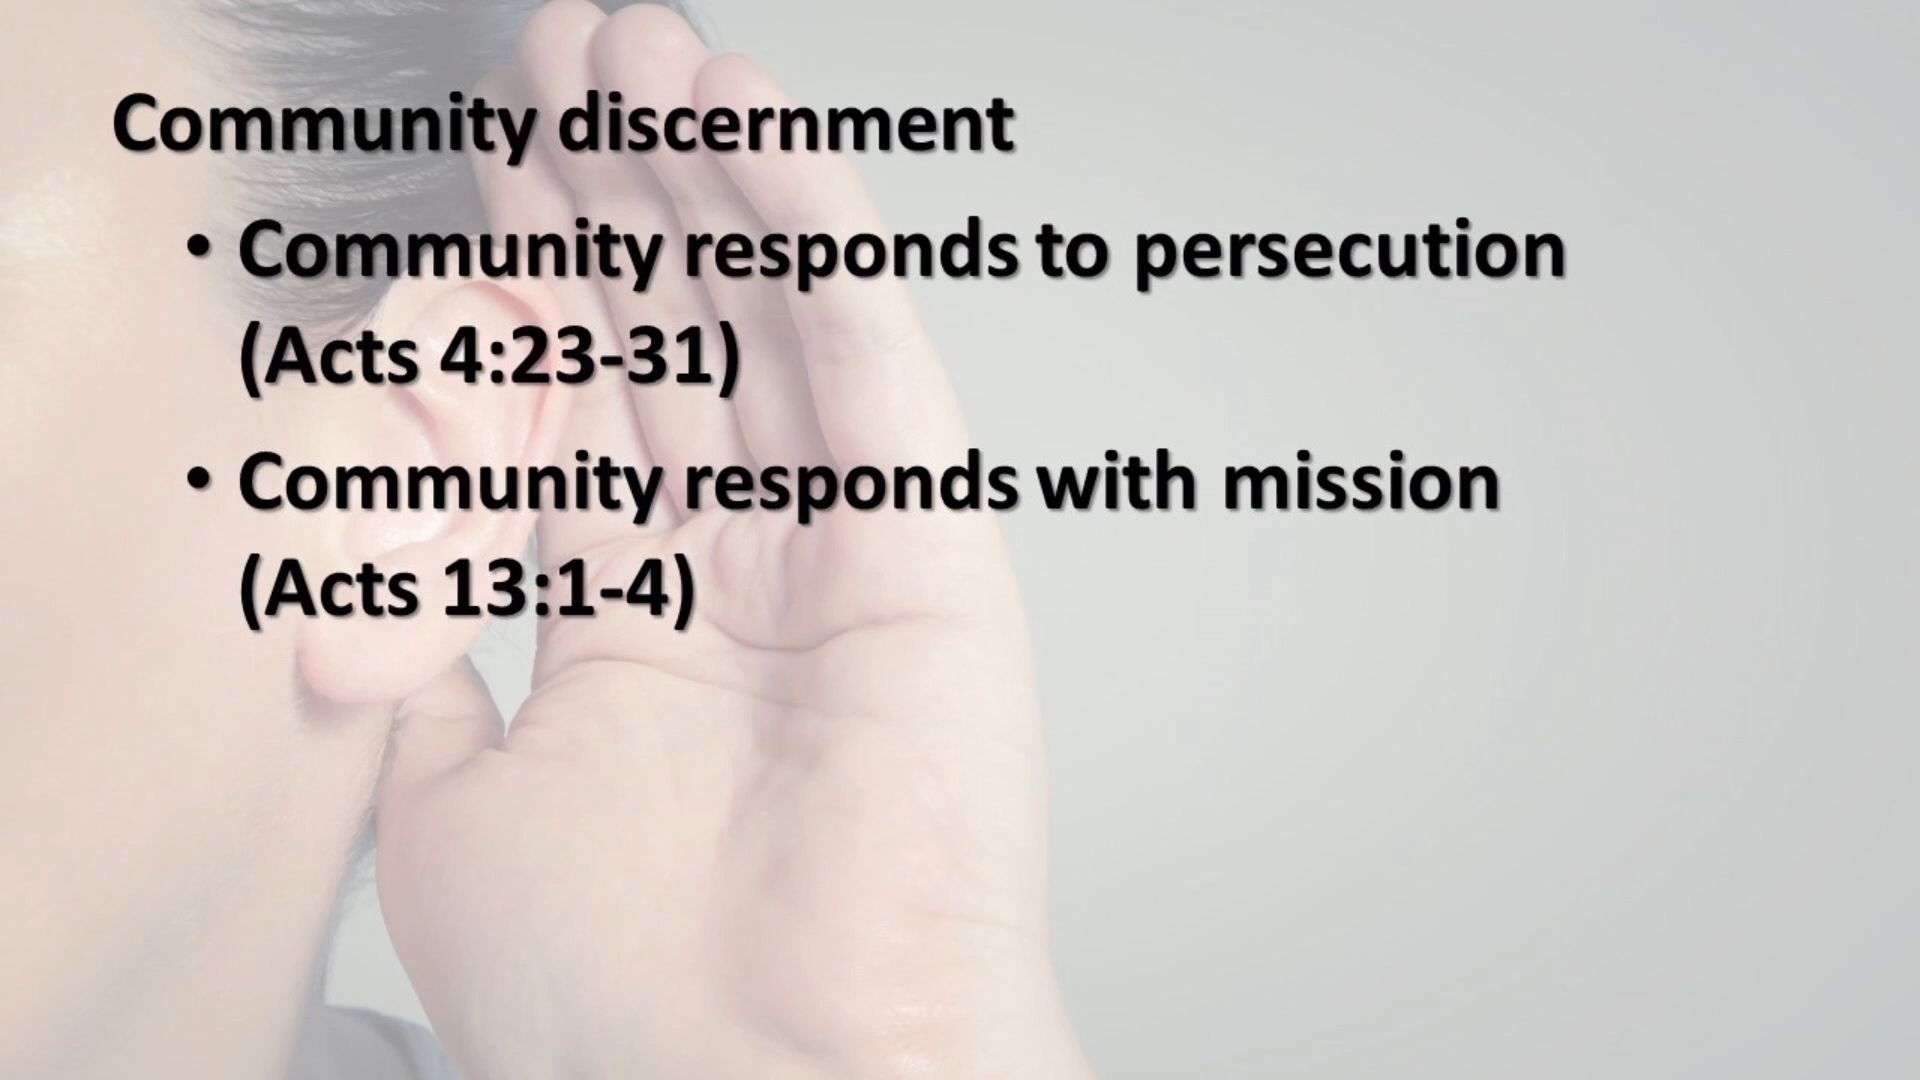 Community discernment
• Community responds to persecution
(Acts 4:23-31)
• Community responds with mission
(Acts 13:1-4)